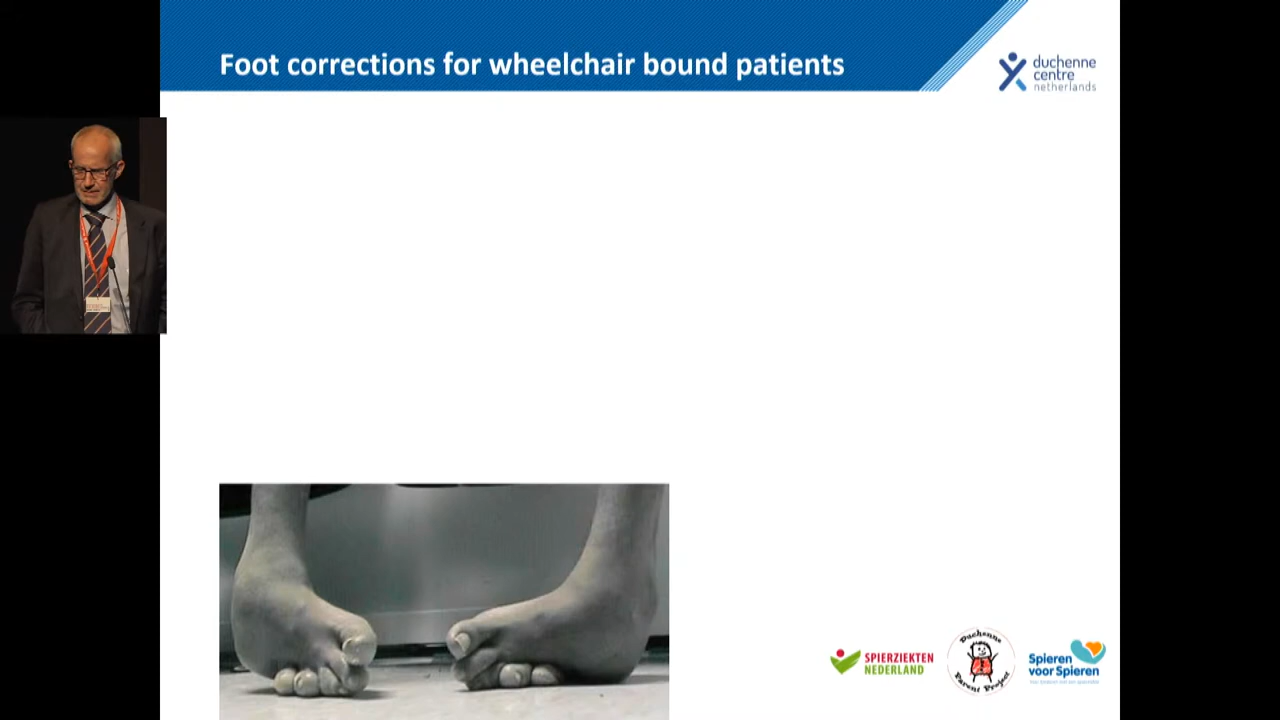 Foot corrections for wheelchair bound patients
duchenne
centre
netherlands
SPIERZIEKTEN
NEDERLAND
Duchenne
Parent Project
Spieren
voor Spieren